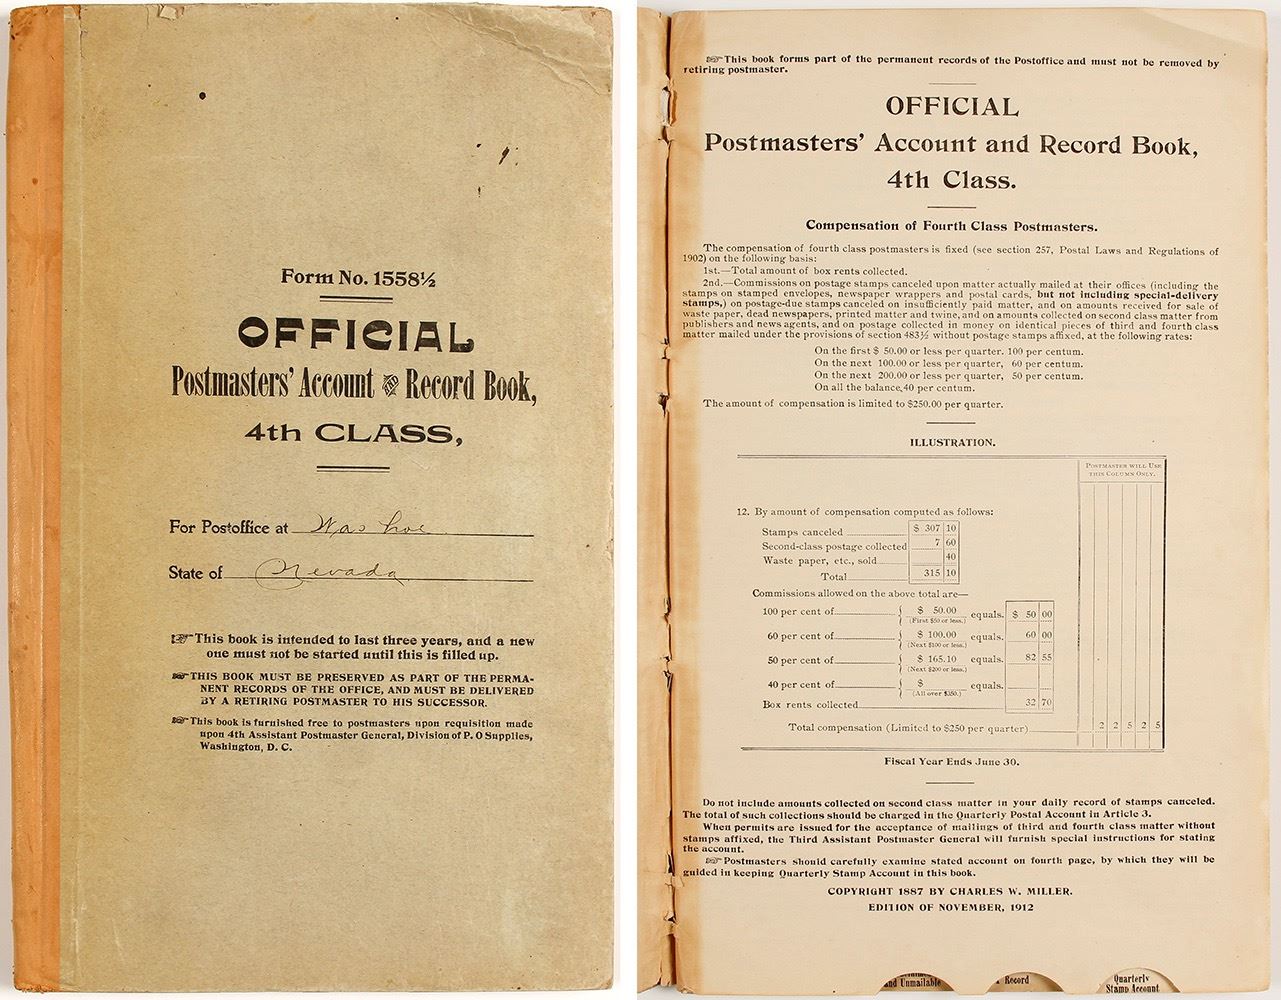 Form No. 1558½
OFFICIAL
Postmasters' Account AND Record Book,
4th CLASS,
For Postoffice at Washoe
State of Nevada
☞This book is intended to last three years, and a new
one must not be started until this is filled up.
☞THIS BOOK MUST BE PRESERVED AS PART OF THE PERMA-
NENT RECORDS OF THE OFFICE, AND MUST BE DELIVERED
BY A RETIRING POSTMASTER TO HIS SUCCESSOR.
☞This book is furnished free to postmasters upon requisition made
upon 4th Assistant Postmaster General, Division of P. O Supplies,
Washington, D. C.
☞This book forms part of the permanent records of the Postoffice and must not be removed by
retiring postmaster.
OFFICIAL
Postmasters' Account and Record Book,
4th Class.
Compensation of Fourth Class Postmasters.
The compensation of fourth class postmasters is fixed (see section 257, Postal Laws and Regulations of
1902) on the following basis:
1st.—Total amount of box rents collected.
2nd.—Commissions on postage stamps canceled upon matter actually mailed at their offices (including the
stamps on stamped envelopes, newspaper wrappers and postal cards, but not including special-delivery
stamps,) on postage-due stamps canceled on insufficiently paid matter, and on amounts received for sale of
waste paper, dead newspapers, printed matter and twine, and on amounts collected on second class matter from
publishers and news agents, and on postage collected in money on identical pieces of third and fourth class
matter mailed under the provisions of section 483½ without postage stamps affixed, at the following rates:
On the first $ 50.00 or less per quarter. 100 per centum.
On the next 100.00 or less per quarter, 60 per centum.
On the next 200.00 or less per quarter, 50 per centum.
On all the balance, 40 per centum.
The amount of compensation is limited to $250.00 per quarter.
ILLUSTRATION.
POSTMASTER WILL USE
THIS COLUMN ONLY.
12. By amount of compensation computed as follows:
Stamps canceled $ 307 10
Second-class postage collected 7 60
Waste paper, etc., sold 40
Total 315 10
Commissions allowed on the above total are—
100 per cent of { $ 50.00 equals. $ 50 00
(First $50 or less.)
60 per cent of { $ 100.00 equals. 60 00
(Next $100 or less.)
50 per cent of { $ 165.10 equals. 82 55
(Next $200 or less.)
40 per cent of { $ equals.
(All over $350.)
Box rents collected 32 70
Total compensation (Limited to $250 per quarter) 2 2 5 2 5
Fiscal Year Ends June 30.
Do not include amounts collected on second class matter in your daily record of stamps canceled.
The total of such collections should be charged in the Quarterly Postal Account in Article 3.
When permits are issued for the acceptance of mailings of third and fourth class matter without
stamps affixed, the Third Assistant Postmaster General will furnish special instructions for stating
the account.
☞Postmasters should carefully examine stated account on fourth page, by which they will be
guided in keeping Quarterly Stamp Account in this book.
COPYRIGHT 1887 BY CHARLES W. MILLER.
EDITION OF NOVEMBER, 1912
and Unmailable
Record
Quarterly
Stamp Account